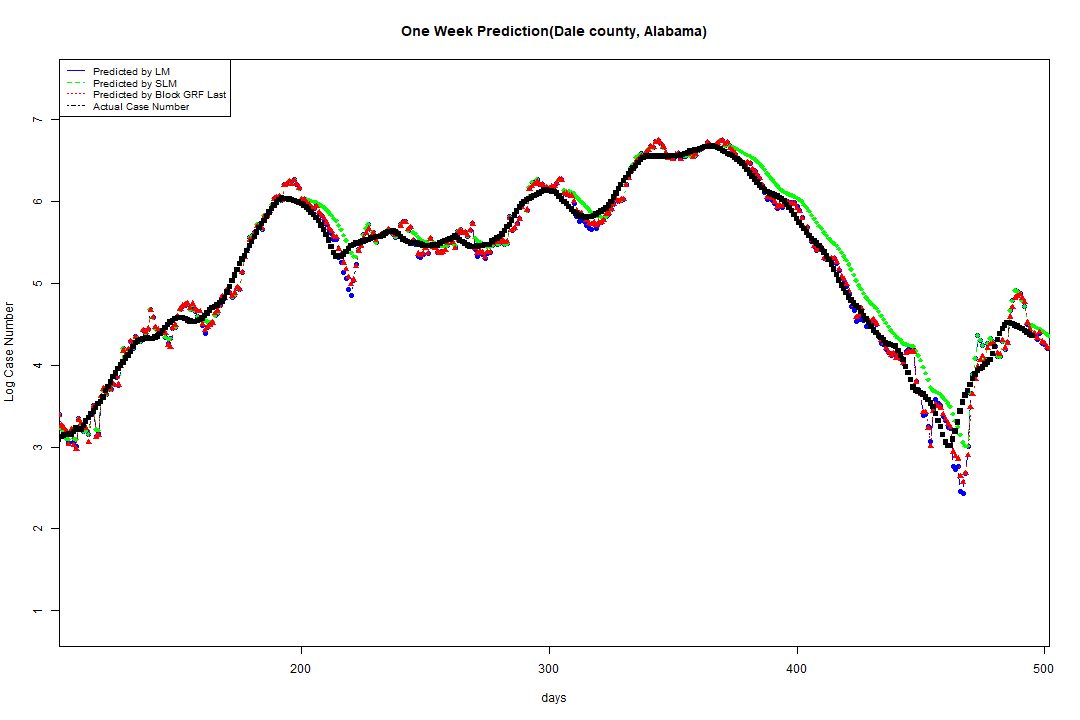 One Week Prediction(Dale county, Alabama)
Predicted by LM
Predicted by SLM
Predicted by Block GRF Last
Actual Case Number
Log Case Number
7
6
5
4
3
2
1
200
300
400
500
days